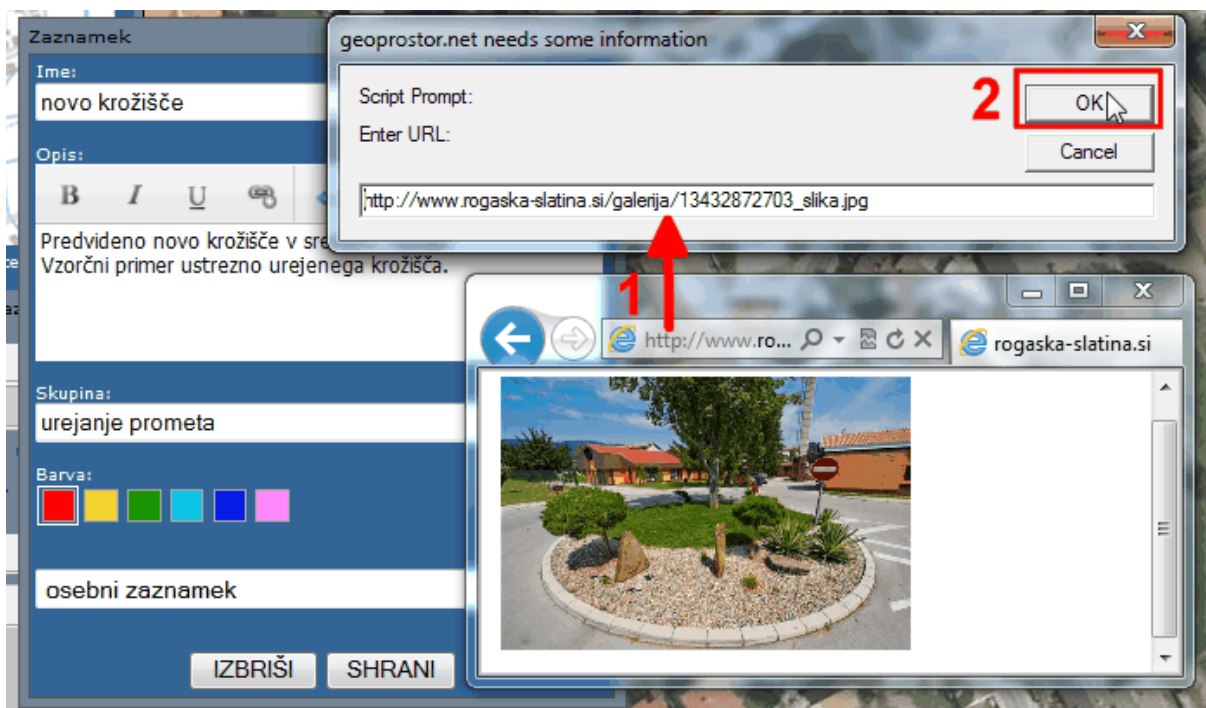 Zaznamek
Ime:
novo krožišče
Opis:
B I U
Predvideno novo krožišče v sre
Vzorčni primer ustrezno urejenega krožišča.
Skupina:
urejanje prometa
Barva:
osebni zaznamek
IZBRIŠI SHRANI
geoprostor.net needs some information
Script Prompt:
Enter URL:
2
OK
Cancel
http://www.rogaska-slatina.si/galerija/13432872703_slika.jpg
1
http://www.ro... rogaska-slatina.si